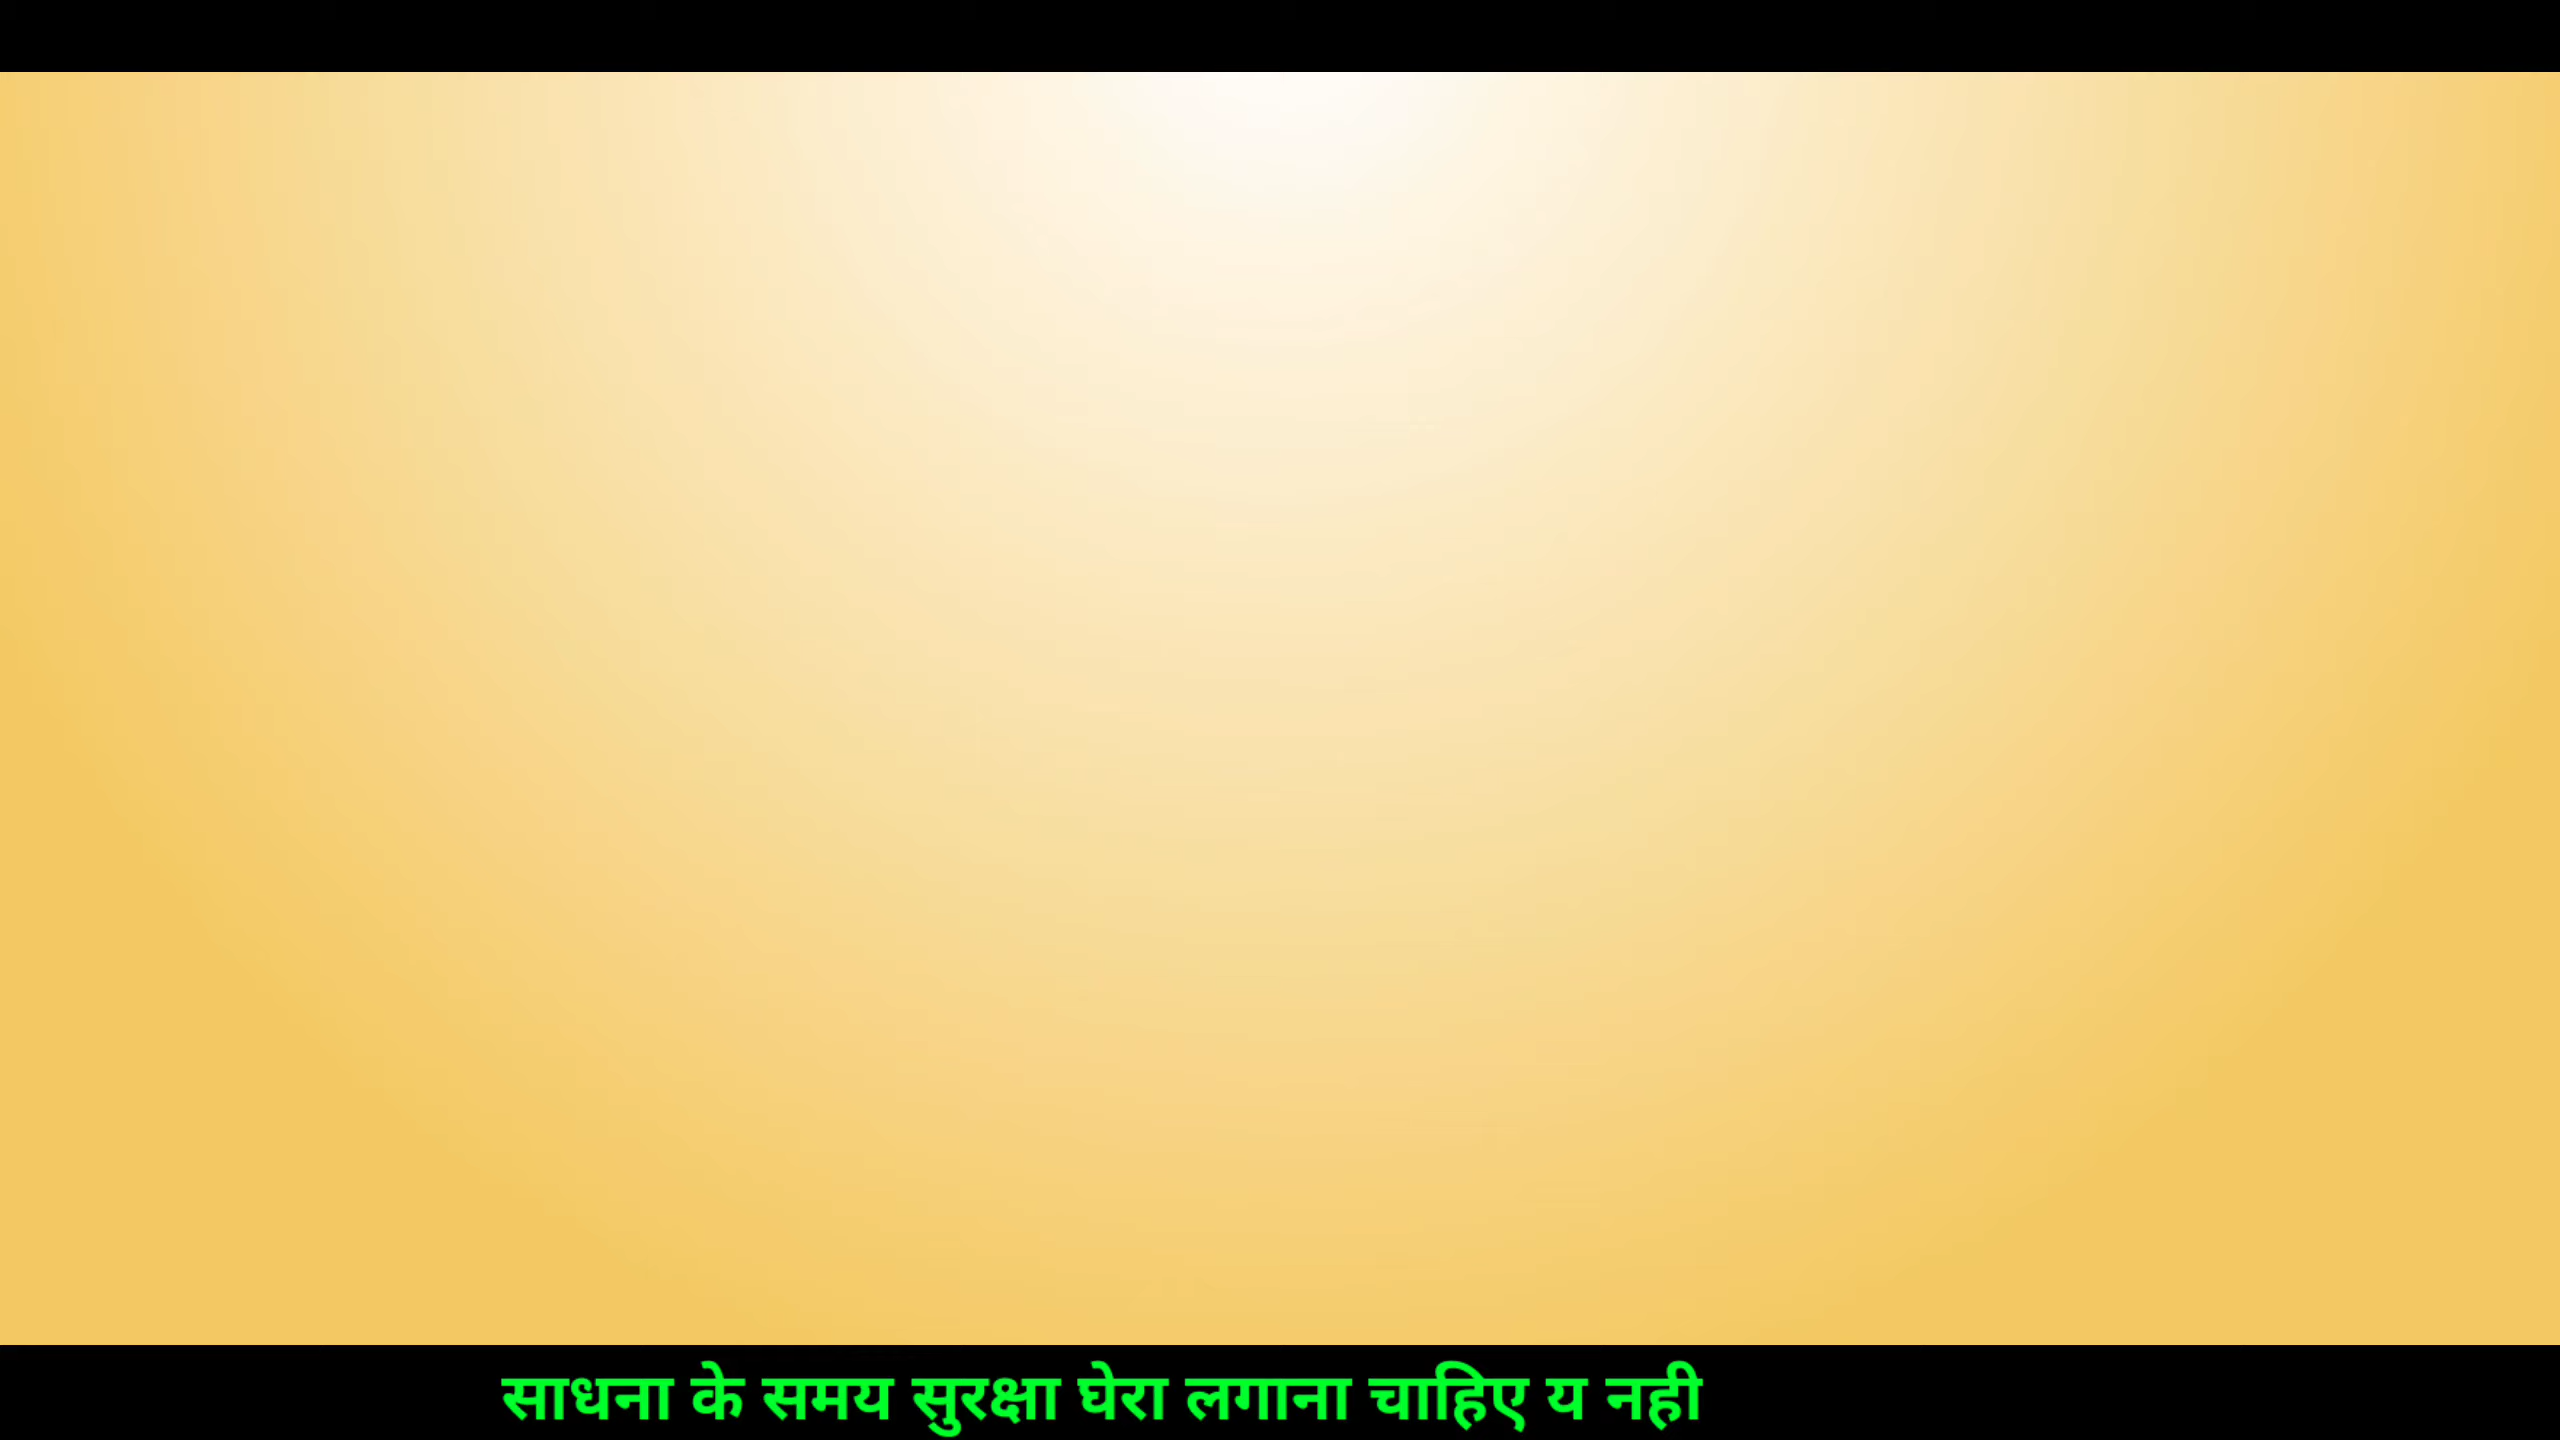 साधना के समय सुरक्षा घेरा लगाना चाहिए य नही